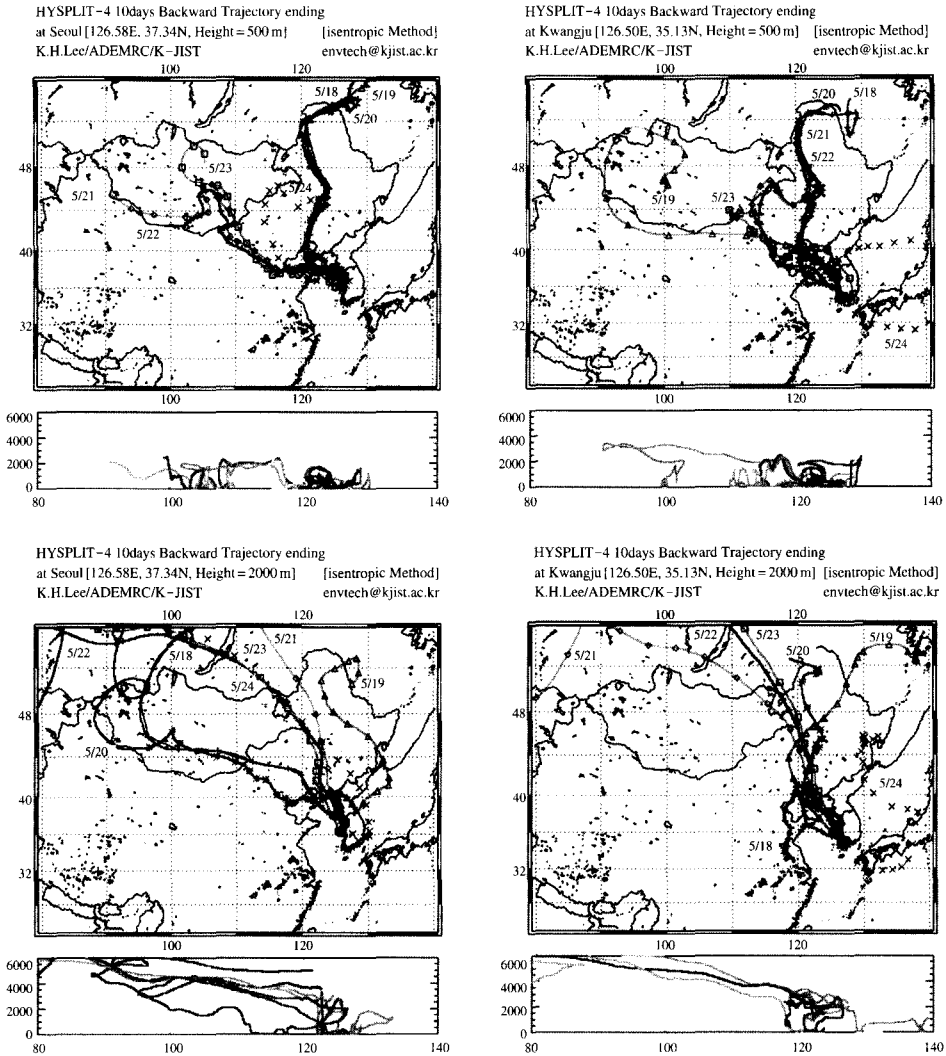 HYSPLIT-4 10days Backward Trajectory ending
at Seoul [126.58E, 37.34N, Height = 500 m] [isentropic Method]
K.H.Lee/ADEMRC/K-JIST envtech@kjist.ac.kr
100 120
5/18 5/19
5/20
48
5/23
5/24
5/21
5/22
40
32
100 120
6000
4000
2000
0
80 100 120 140
HYSPLIT-4 10days Backward Trajectory ending
at Kwangju [126.50E, 35.13N, Height = 500 m] [isentropic Method]
K.H.Lee/ADEMRC/K-JIST envtech@kjist.ac.kr
100 120
5/20 5/18
5/21
48
5/22
5/19 5/23
40
32
5/24
100 120
6000
4000
2000
0
80 100 120 140
HYSPLIT-4 10days Backward Trajectory ending
at Seoul [126.58E, 37.34N, Height = 2000 m] [isentropic Method]
K.H.Lee/ADEMRC/K-JIST envtech@kjist.ac.kr
100 120
5/21
5/22 5/18 5/23
5/24 5/19
48
5/20
40
32
100 120
6000
4000
2000
0
80 100 120 140
HYSPLIT-4 10days Backward Trajectory ending
at Kwangju [126.50E, 35.13N, Height = 2000 m] [isentropic Method]
K.H.Lee/ADEMRC/K-JIST envtech@kjist.ac.kr
100 120
5/22 5/23 5/19
5/21 5/20
48
5/24
40
5/18
32
100 120
6000
4000
2000
0
80 100 120 140